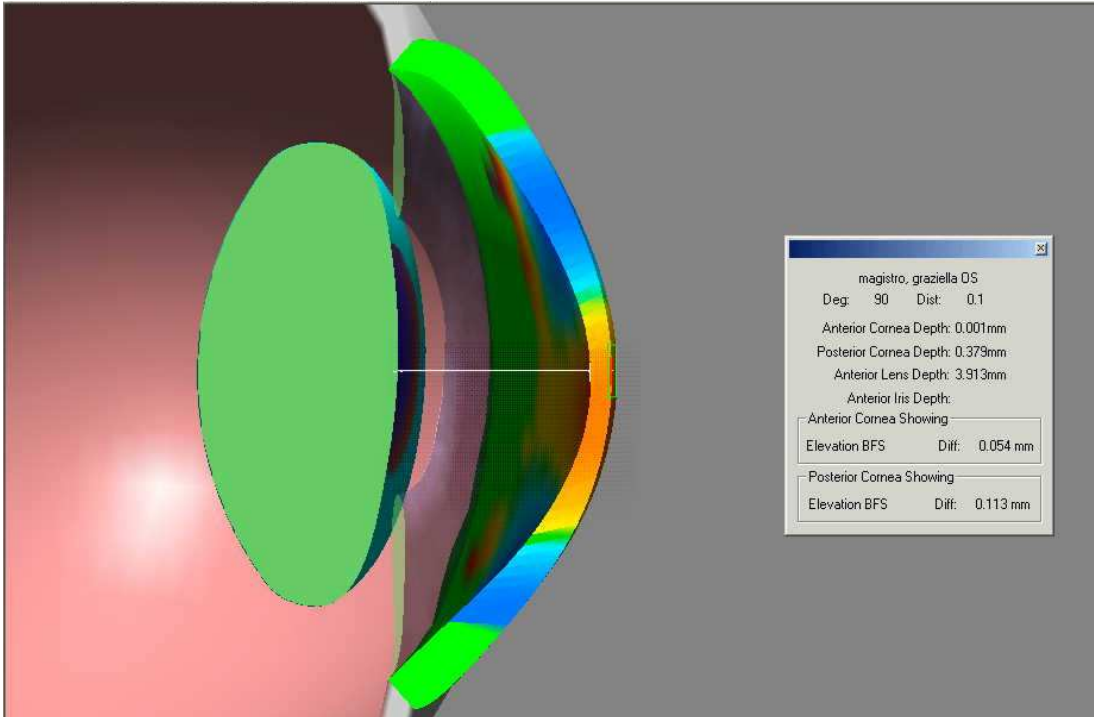 magistro, graziella OS
Deg: 90 Dist: 0.1
Anterior Cornea Depth: 0.001mm
Posterior Cornea Depth: 0.379mm
Anterior Lens Depth: 3.913mm
Anterior Iris Depth:
Anterior Cornea Showing
Elevation BFS Diff: 0.054 mm
Posterior Cornea Showing
Elevation BFS Diff: 0.113 mm